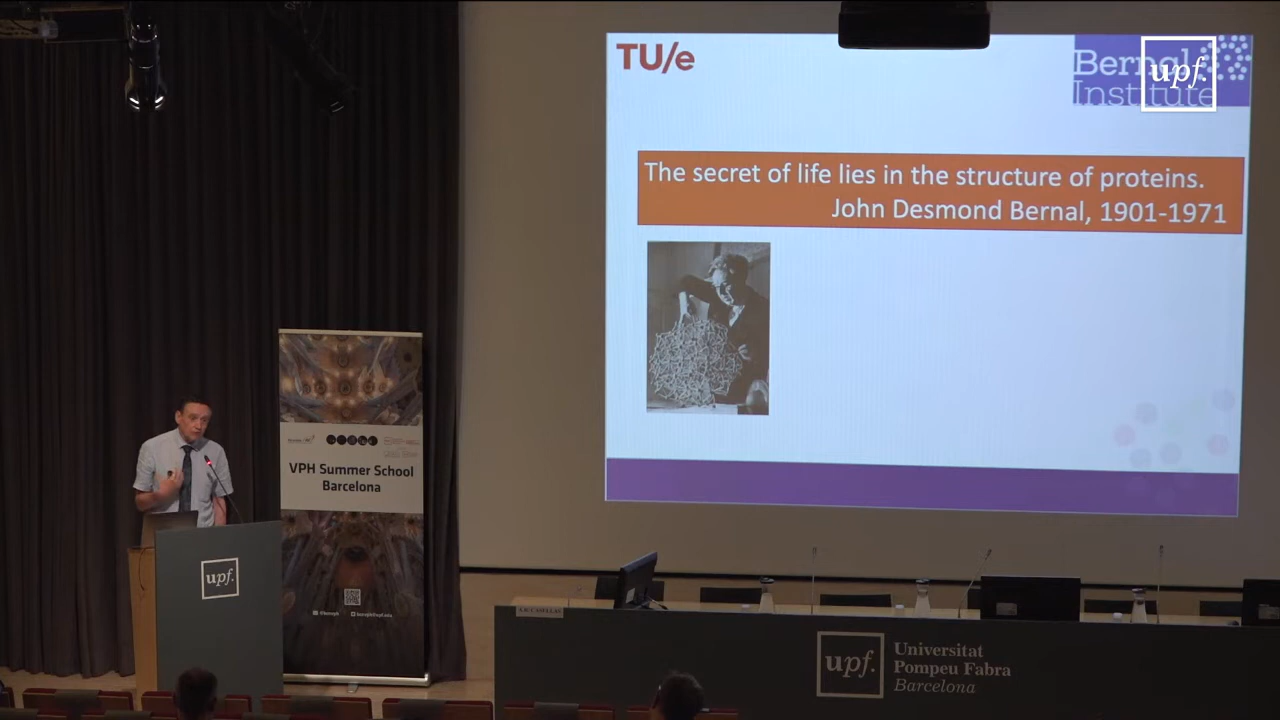 TU/e
Bernal
Institute
upf.
The secret of life lies in the structure of proteins.
John Desmond Bernal, 1901-1971
VPH Summer School
Barcelona
upf.
upf.
Universitat
Pompeu Fabra
Barcelona